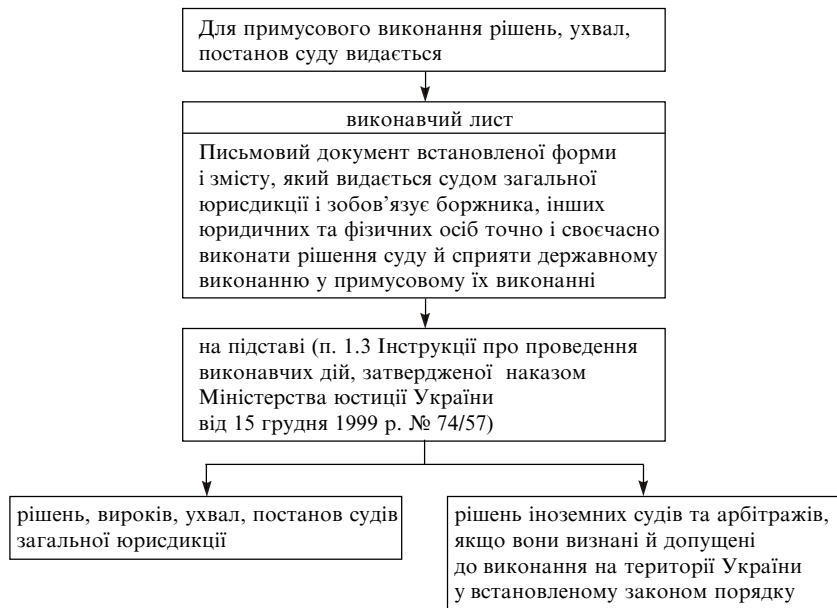 Для примусового виконання рішень, ухвал,
постанов суду видається
виконавчий лист
Письмовий документ встановленої форми
і змісту, який видається судом загальної
юрисдикції і зобов’язує боржника, інших
юридичних та фізичних осіб точно і своєчасно
виконати рішення суду й сприяти державному
виконанню у примусовому їх виконанні
на підставі (п. 1.3 Інструкції про проведення
виконавчих дій, затвердженої наказом
Міністерства юстиції України
від 15 грудня 1999 р. № 74/57)
рішень, вироків, ухвал, постанов судів
загальної юрисдикції
рішень іноземних судів та арбітражів,
якщо вони визнані й допущені
до виконання на території України
у встановленому законом порядку